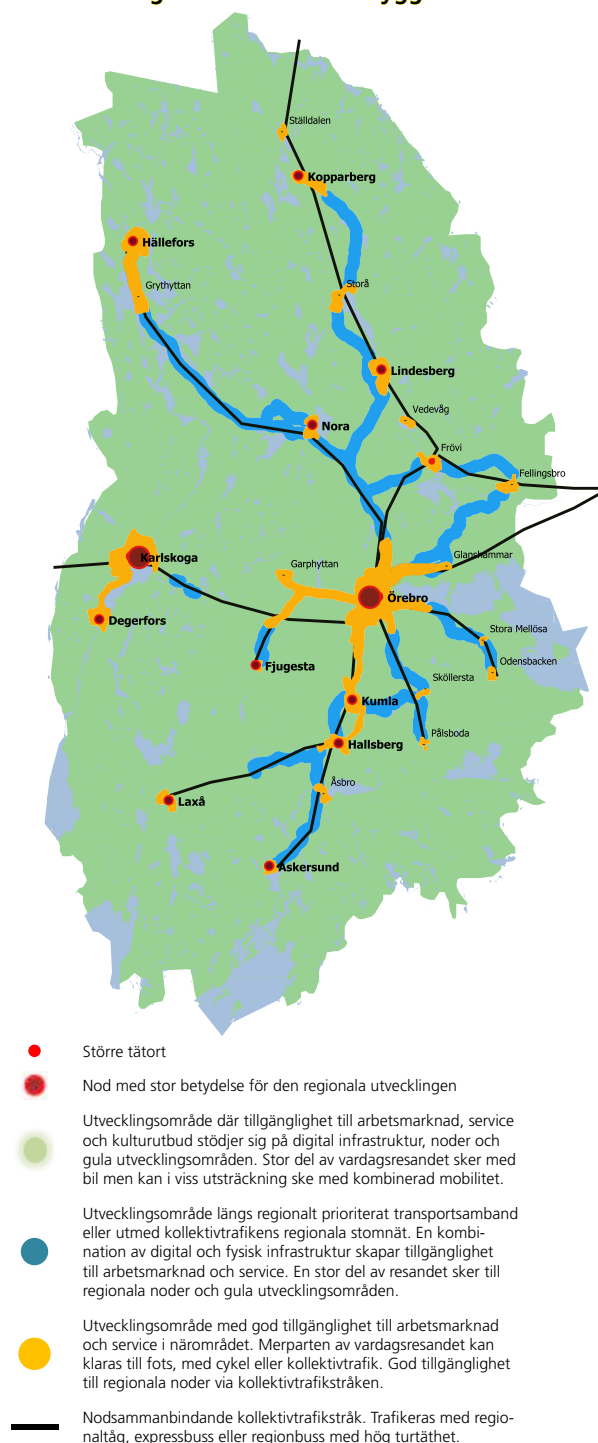 Ställdalen
Kopparberg
Hällefors
Grythyttan
Storå
Lindesberg
Vedevåg
Nora
Frövi
Fellingsbro
Karlskoga
Garphyttan
Glanshammar
Örebro
Degerfors
Stora Mellösa
Fjugesta
Odensbacken
Sköllersta
Kumla
Pålsboda
Hallsberg
Åsbro
Laxå
Askersund
Större tätort
Nod med stor betydelse för den regionala utvecklingen
Utvecklingsområde där tillgänglighet till arbetsmarknad, service
och kulturutbud stödjer sig på digital infrastruktur, noder och
gula utvecklingsområden. Stor del av vardagsresandet sker med
bil men kan i viss utsträckning ske med kombinerad mobilitet.
Utvecklingsområde längs regionalt prioriterat transportsamband
eller utmed kollektivtrafikens regionala stomnät. En kombi-
nation av digital och fysisk infrastruktur skapar tillgänglighet
till arbetsmarknad och service. En stor del av resandet sker till
regionala noder och gula utvecklingsområden.
Utvecklingsområde med god tillgänglighet till arbetsmarknad
och service i närområdet. Merparten av vardagsresandet kan
klaras till fots, med cykel eller kollektivtrafik. God tillgänglighet
till regionala noder via kollektivtrafikstråken.
Nodsammanbindande kollektivtrafikstråk. Trafikeras med regio-
naltåg, expressbuss eller regionbuss med hög turtäthet.